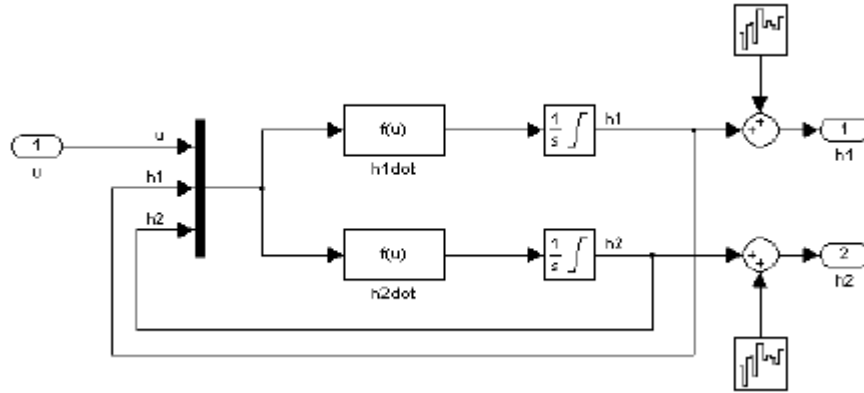 1
u
u
h1
h2
f(u)
h1dot
1
s
h1
+
+
1
h1
f(u)
h2dot
1
s
h2
+
+
2
h2